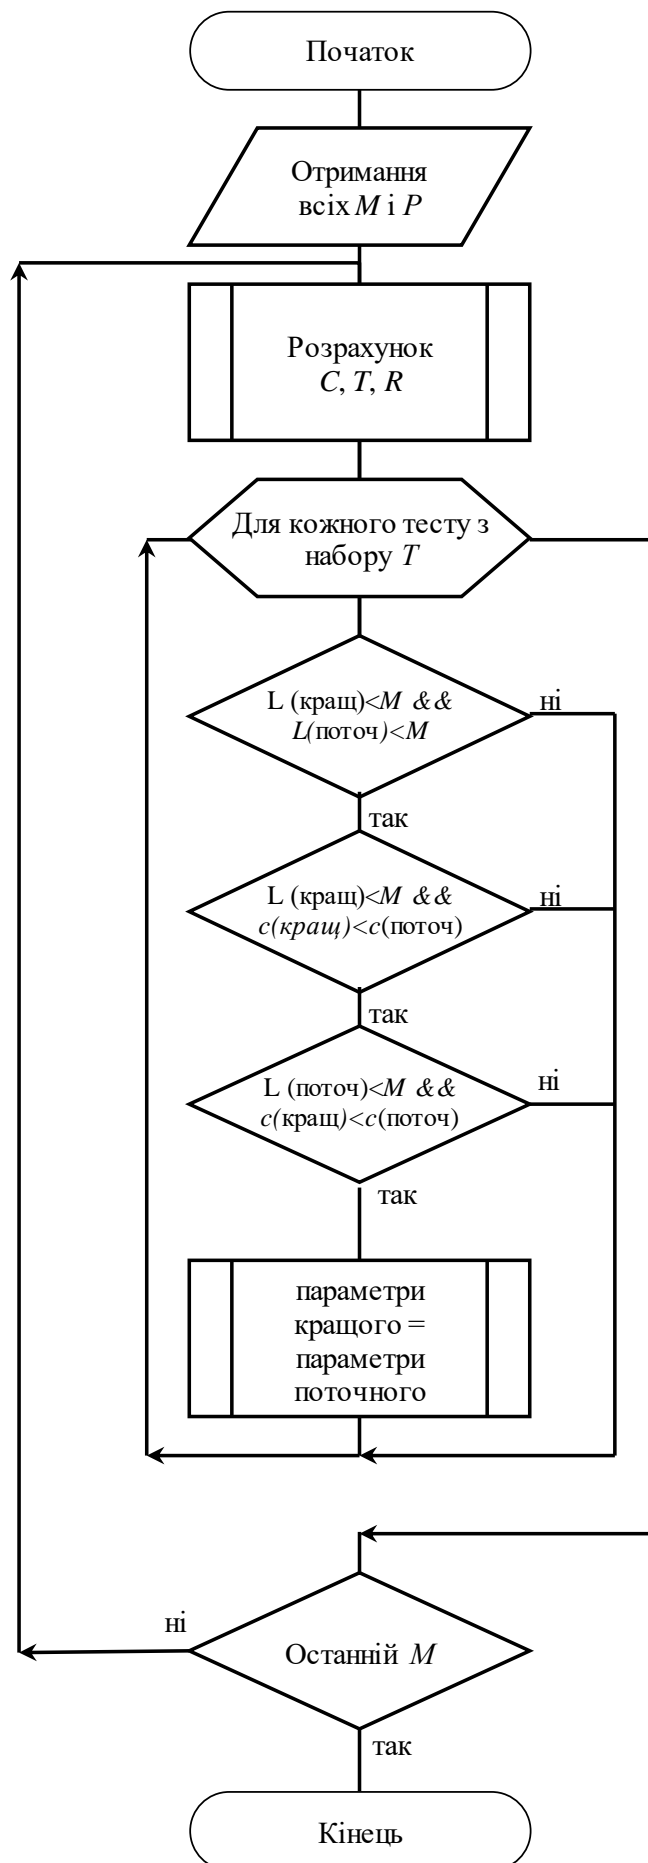 Початок
Отримання
всіх M і P
Розрахунок
C, T, R
Для кожного тесту з
набору T
L (кращ)<M &&
L(поточ)<M
ні
так
L (кращ)<M &&
c(кращ)<c(поточ)
ні
так
L (поточ)<M &&
c(кращ)<c(поточ)
ні
так
параметри
кращого =
параметри
поточного
ні
Останній M
так
Кінець